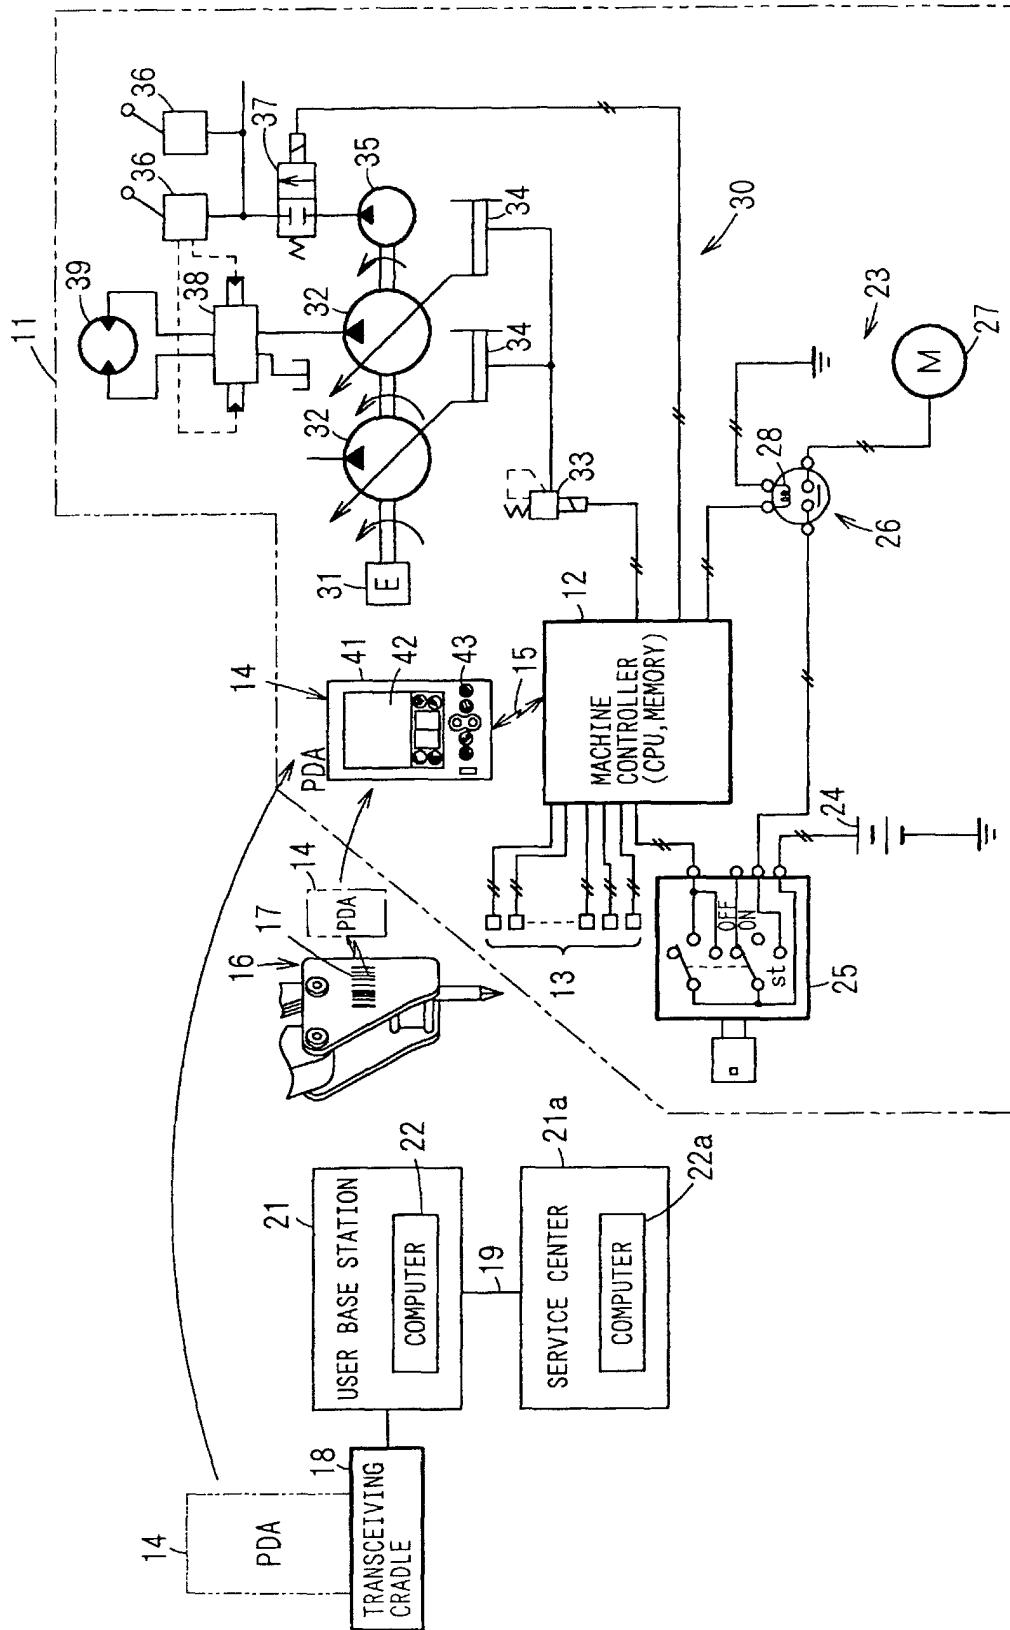 11
39
36
36
38
37
35
32
32
34
34
31
E
14
PDA
18
TRANSCEIVING
CRADLE
21
USER BASE STATION
22
COMPUTER
19
21a
SERVICE CENTER
22a
COMPUTER
16
17
14
PDA
PDA
14
41
42
43
15
12
MACHINE
CONTROLLER
(CPU,MEMORY)
13
33
30
OFF
ON
st
25
24
28
26
23
M
27